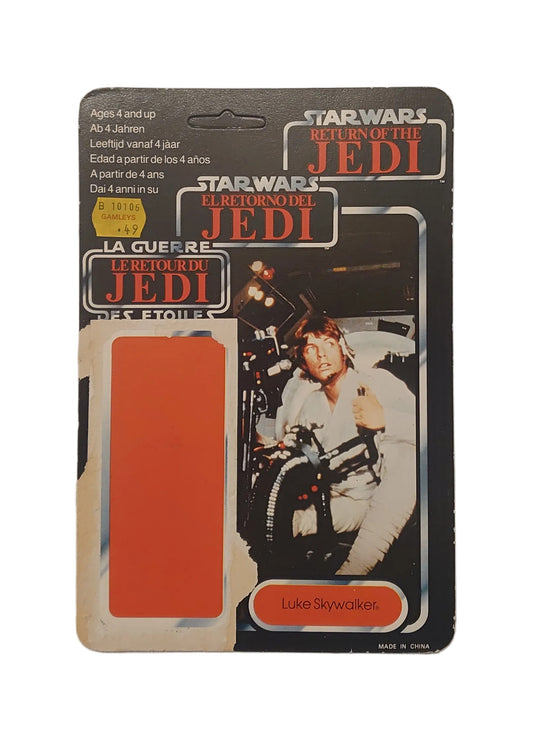 Ages 4 and up
Ab 4 Jahren
Leeftijd vanaf 4 jaar
Edad a partir de los 4 años
A partir de 4 ans
Dai 4 anni in su
B 10106
GAMLEYS
.49
STAR WARS
RETURN OF THE
JEDI
™
STAR WARS
EL RETORNO DEL
JEDI
™
LA GUERRE
LE RETOUR DU
JEDI
DES ETOILES
Luke Skywalker®
MADE IN CHINA